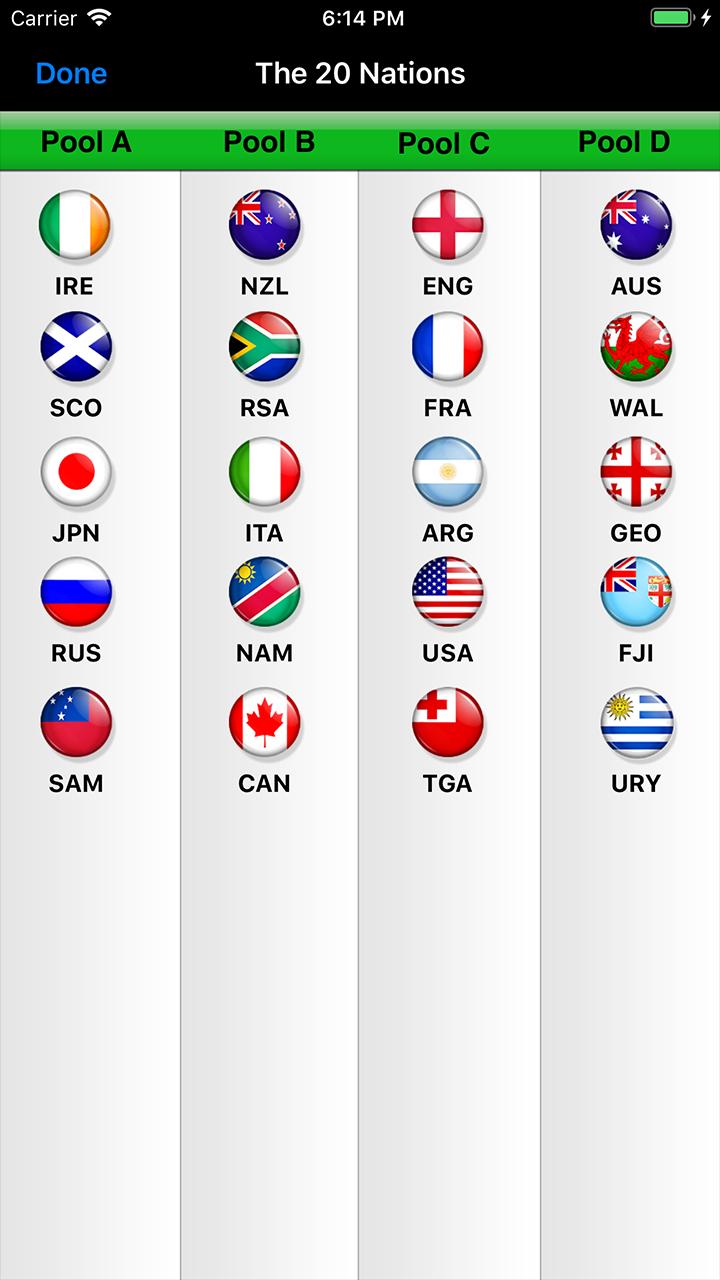 Carrier 6:14 PM
Done The 20 Nations
Pool A Pool B Pool C Pool D
IRE NZL ENG AUS
SCO RSA FRA WAL
JPN ITA ARG GEO
RUS NAM USA FJI
SAM CAN TGA URY